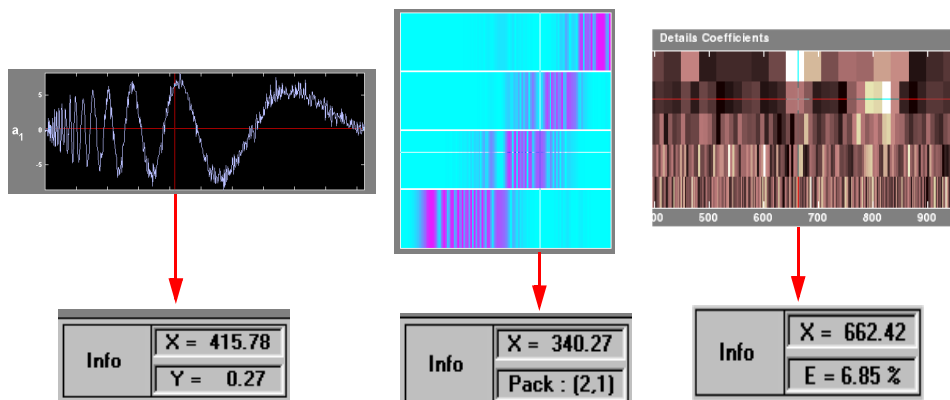 Details Coefficients
5
a1
0
-5
400 500 600 700 800 900
Info
X = 415.78
Y = 0.27
Info
X = 340.27
Pack : (2,1)
Info
X = 662.42
E = 6.85 %